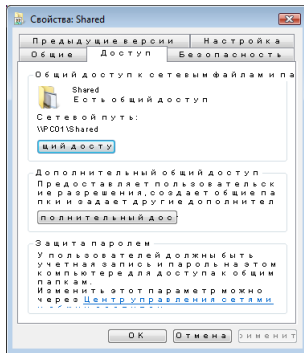 Свойства: Shared
Предыдущие версии
Настройка
Общие
Доступ
Безопасность
Общий доступ к сетевым файлам и па
Shared
Есть общий доступ
Сетевой путь:
\\PC01\Shared
щий досту
Дополнительный общий доступ
Предоставляет пользовательск
ие разрешения, создает общие па
пки и задает другие дополнител
полнительный дос
Защита паролем
У пользователей должны быть
учетная запись и пароль на этом
компьютере для доступа к общим
папкам.
Изменить этот параметр можно
через Центр управления сетями
OK
Отмена